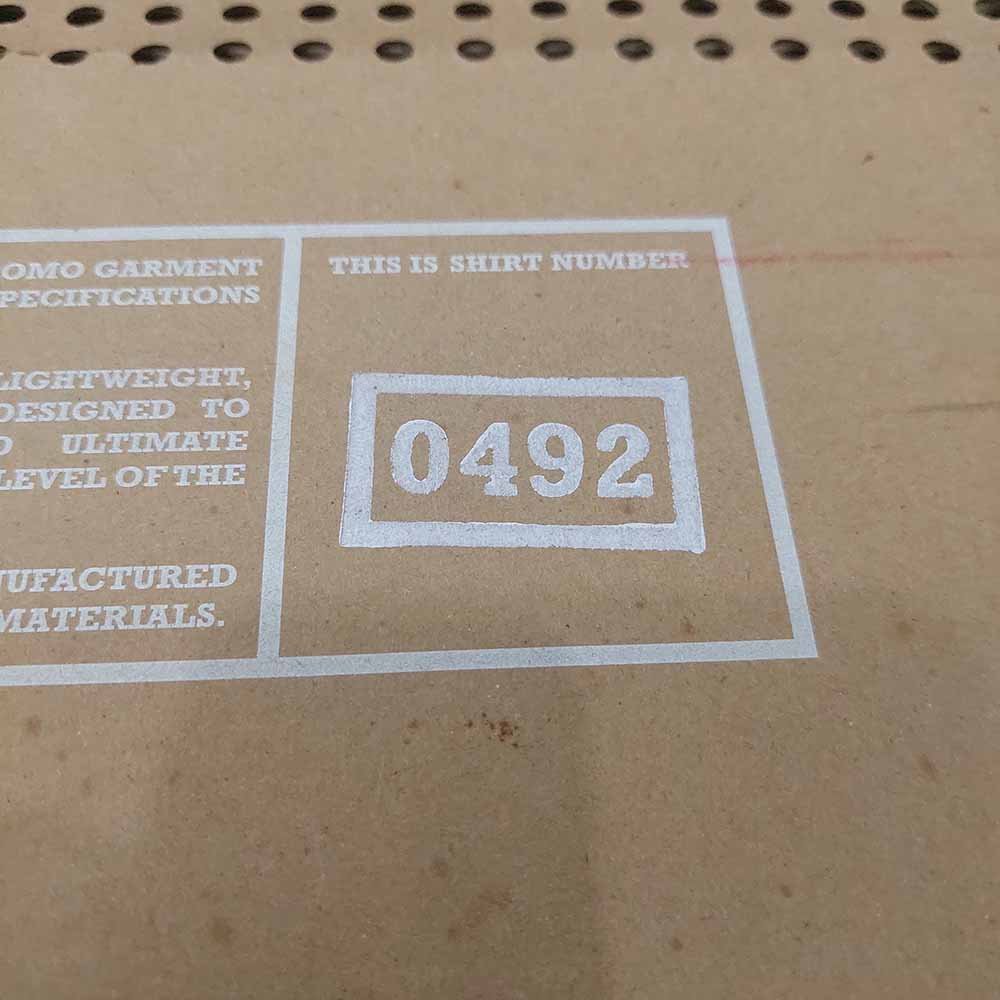 OMO GARMENT
PECIFICATIONS
LIGHTWEIGHT,
DESIGNED TO
ULTIMATE
LEVEL OF THE
UFACTURED
MATERIALS.
THIS IS SHIRT NUMBER
0492